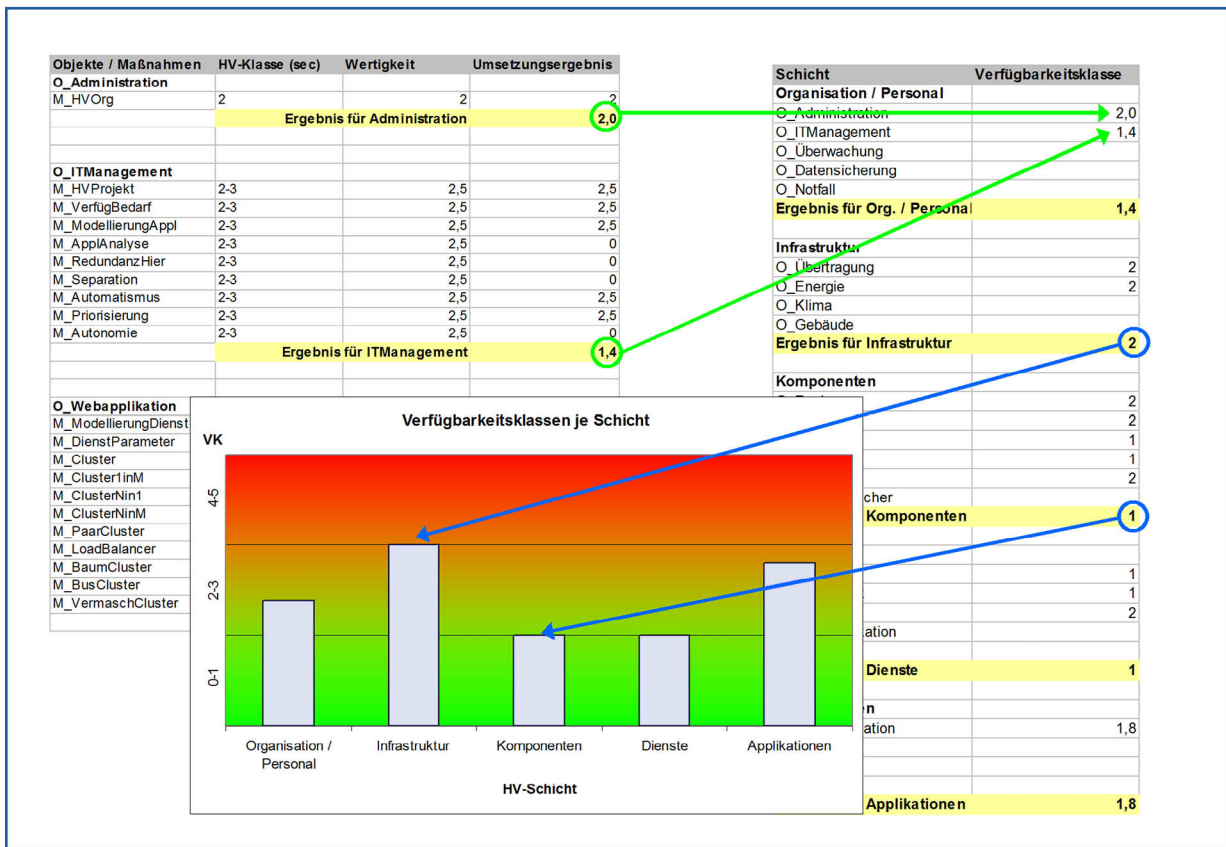 Objekte / Maßnahmen HV-Klasse (sec) Wertigkeit Umsetzungsergebnis
O_Administration
M_HVOrg 2 2 2
Ergebnis für Administration 2,0
O_ITManagement
M_HVProjekt 2-3 2,5 2,5
M_VerfügBedarf 2-3 2,5 2,5
M_ModellierungAppl 2-3 2,5 2,5
M_ApplAnalyse 2-3 2,5 0
M_RedundanzHier 2-3 2,5 0
M_Separation 2-3 2,5 0
M_Automatismus 2-3 2,5 2,5
M_Priorisierung 2-3 2,5 2,5
M_Autonomie 2-3 2,5 0
Ergebnis für ITManagement 1,4
O_Webapplikation
M_ModellierungDienst
M_DienstParameter
M_Cluster
M_Cluster1inM
M_ClusterNin1
M_ClusterNinM
M_PaarCluster
M_LoadBalancer
M_BaumCluster
M_BusCluster
M_VermaschCluster
Schicht Verfügbarkeitsklasse
Organisation / Personal
O_Administration 2,0
O_ITManagement 1,4
O_Überwachung
O_Datensicherung
O_Notfall
Ergebnis für Org. / Personal 1,4
Infrastruktur
O_Übertragung 2
O_Energie 2
O_Klima
O_Gebäude
Ergebnis für Infrastruktur 2
Komponenten
2
2
1
1
2
cher
Komponenten 1
1
1
2
ation
Dienste 1
n
ation 1,8
Applikationen 1,8
Verfügbarkeitsklassen je Schicht
VK
4-5
2-3
0-1
Organisation / Personal Infrastruktur Komponenten Dienste Applikationen
HV-Schicht